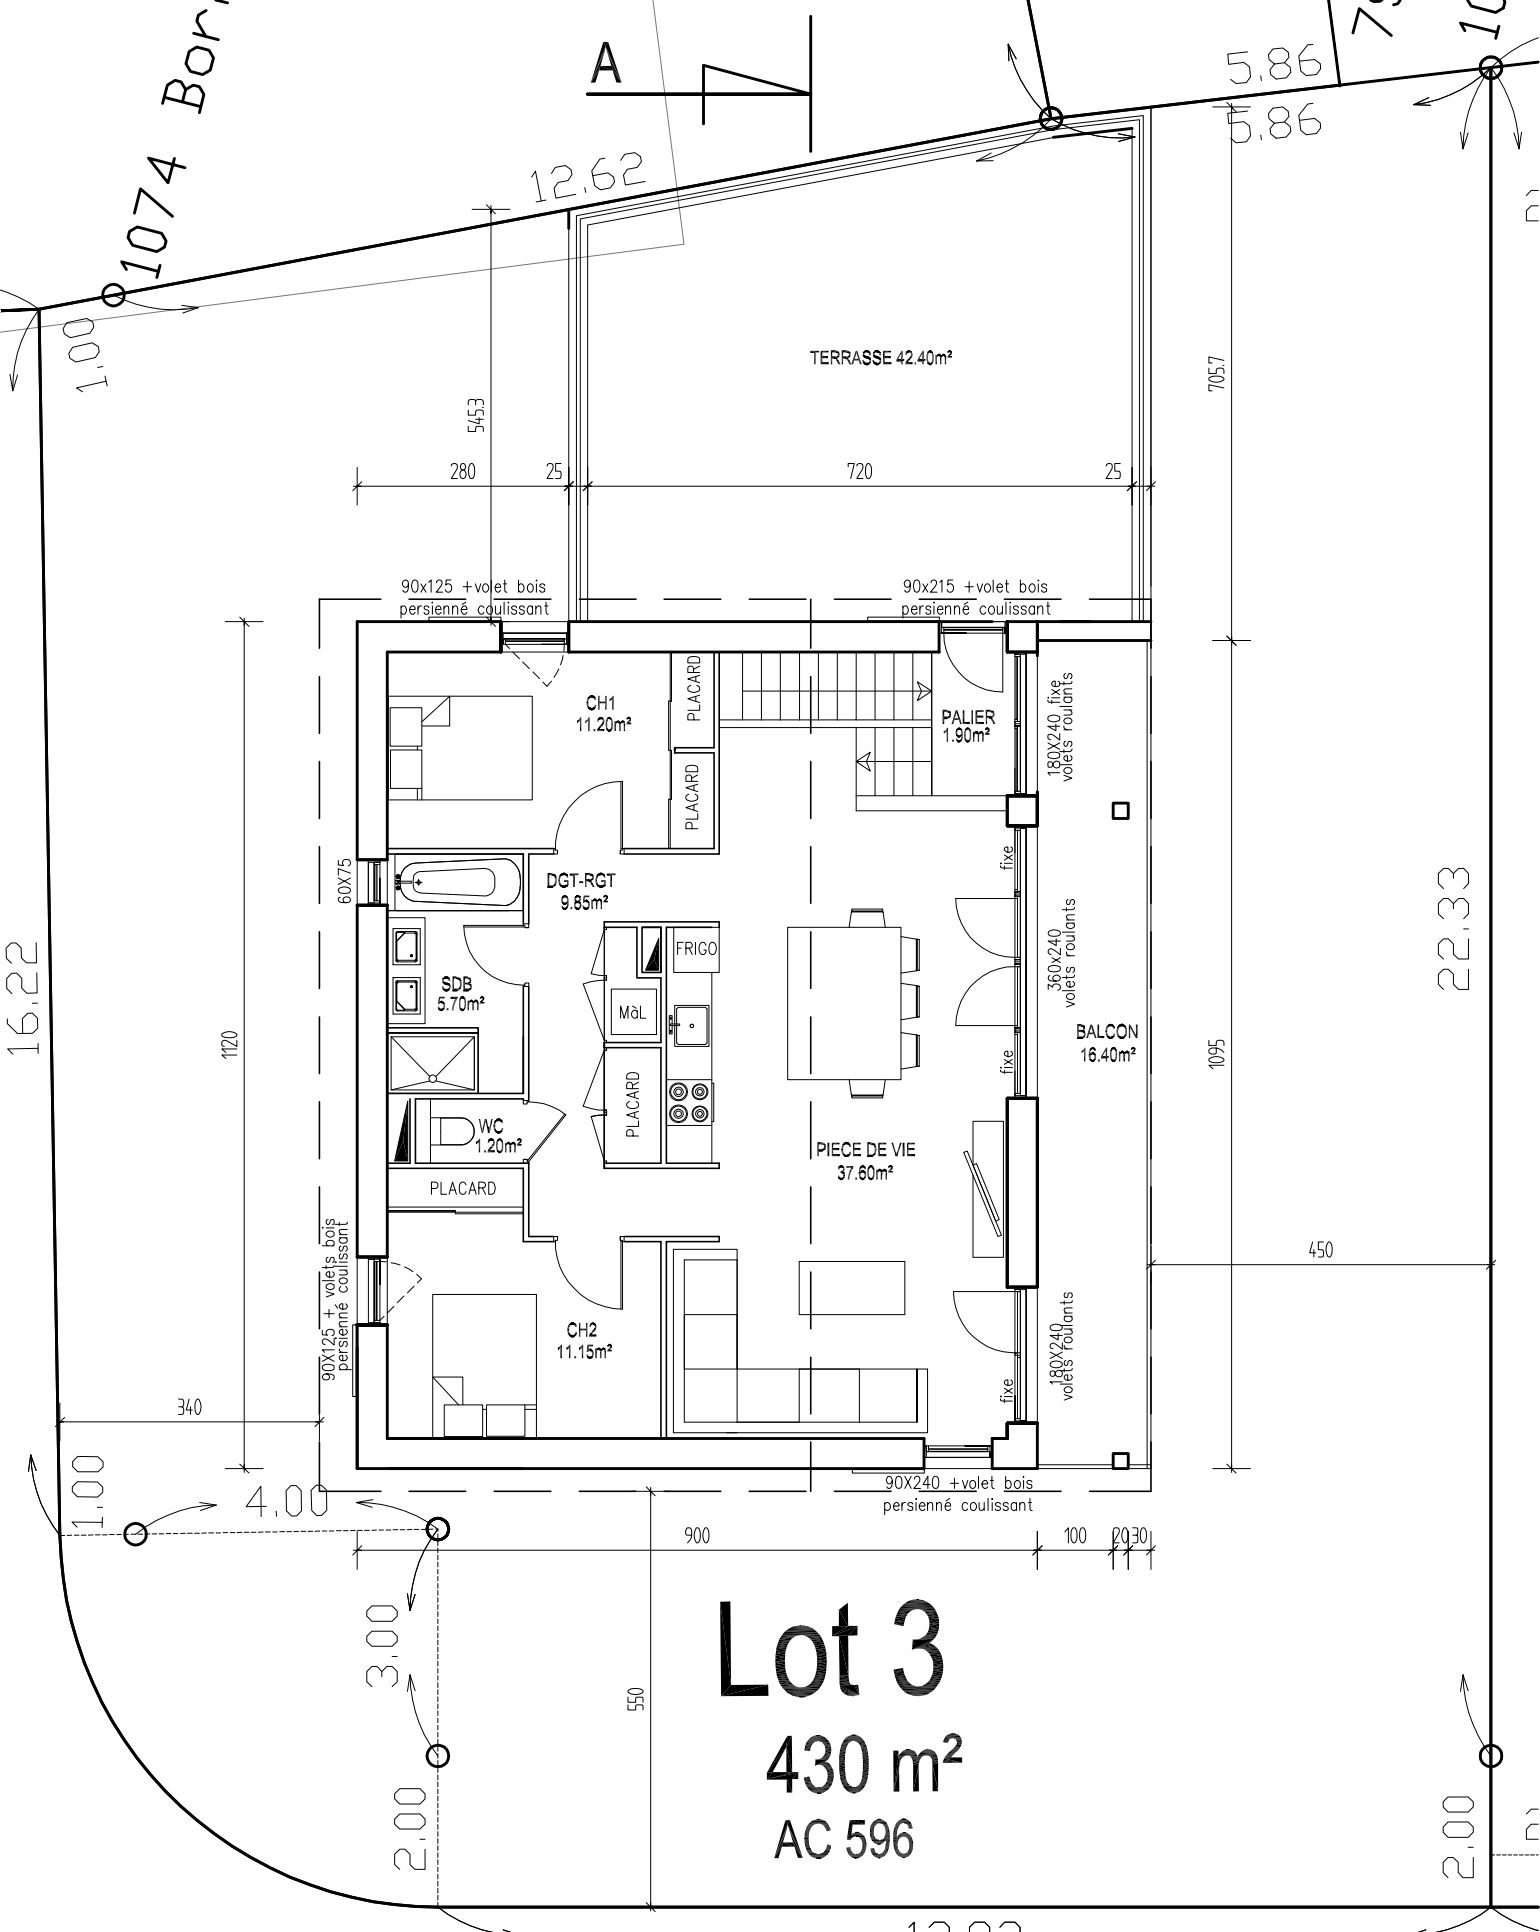 A
1074 Bor
79
10
5.86
5.86
12.62
1.00
TERRASSE 42.40m²
545.3
705.7
280
25
720
25
90x125 +volet bois
persienné coulissant
90x215 +volet bois
persienné coulissant
CH1
11.20m²
PLACARD
PLACARD
PALIER
1.90m²
180X240 fixe
volets roulants
60X75
DGT-RGT
9.85m²
fixe
FRIGO
SDB
5.70m²
MàL
360x240
volets roulants
BALCON
16.40m²
fixe
16.22
1120
1095
22.33
PLACARD
WC
1.20m²
PIECE DE VIE
37.60m²
PLACARD
90X125 + volets bois
persienné coulissant
450
CH2
11.15m²
180X240
volets roulants
fixe
340
1.00
4.00
90X240 +volet bois
persienné coulissant
900
100
20
30
3.00
550
Lot 3
430 m²
AC 596
2.00
2.00